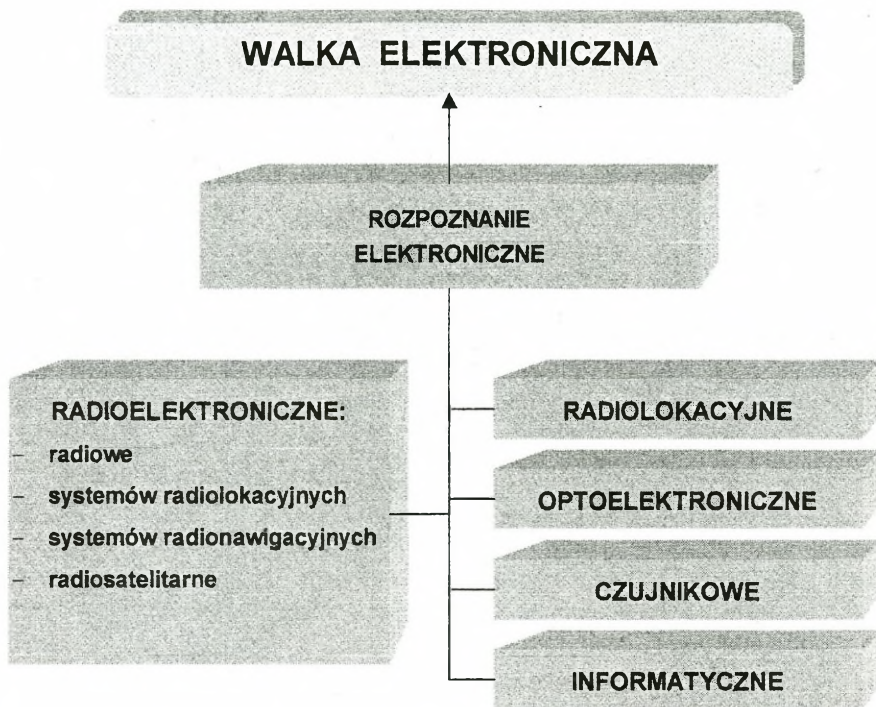 WALKA ELEKTRONICZNA
ROZPOZNANIE
ELEKTRONICZNE
RADIOELEKTRONICZNE:
– radiowe
– systemów radiolokacyjnych
– systemów radionawigacyjnych
– radiosatelitarne
RADIOLOKACYJNE
OPTOELEKTRONICZNE
CZUJNIKOWE
INFORMATYCZNE